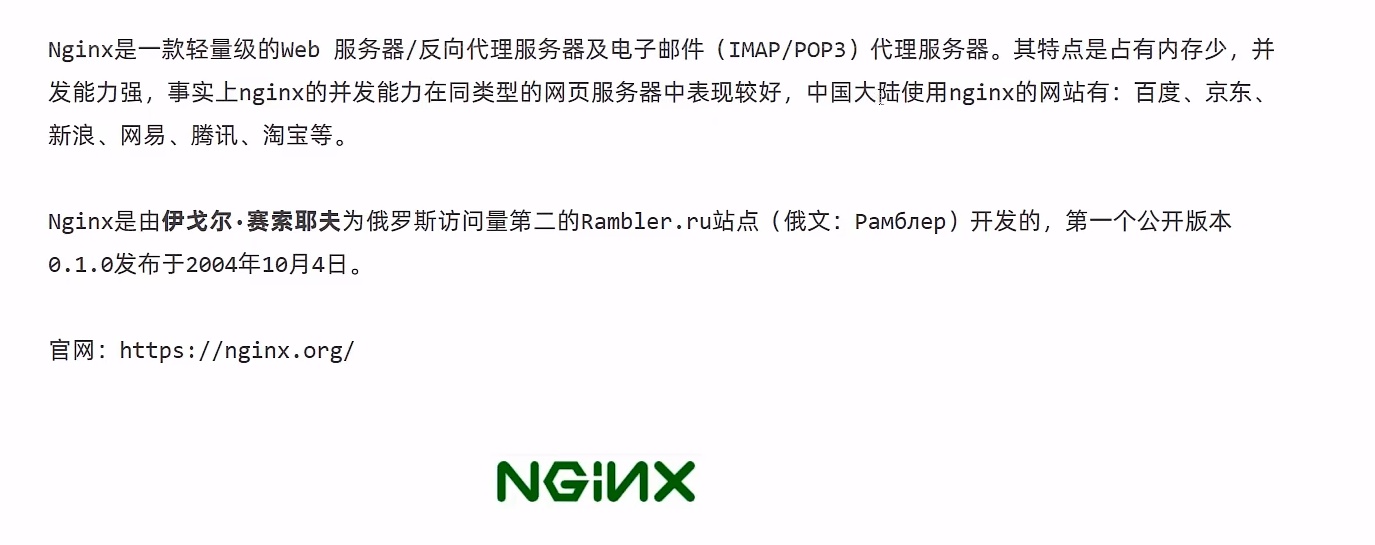 Nginx是一款轻量级的Web 服务器/反向代理服务器及电子邮件（IMAP/POP3）代理服务器。其特点是占有内存少，并
发能力强，事实上nginx的并发能力在同类型的网页服务器中表现较好，中国大陆使用nginx的网站有：百度、京东、
新浪、网易、腾讯、淘宝等。
Nginx是由伊戈尔·赛索耶夫为俄罗斯访问量第二的Rambler.ru站点（俄文：Рамблер）开发的，第一个公开版本
0.1.0发布于2004年10月4日。
官网：https://nginx.org/
NGiNX